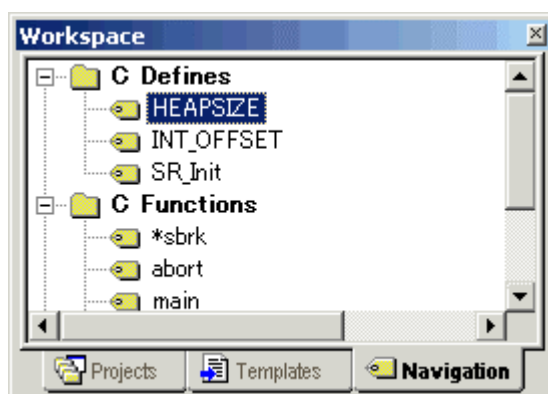 Workspace
C Defines
HEAPSIZE
INT_OFFSET
SR_Init
C Functions
*sbrk
abort
main
Projects Templates Navigation